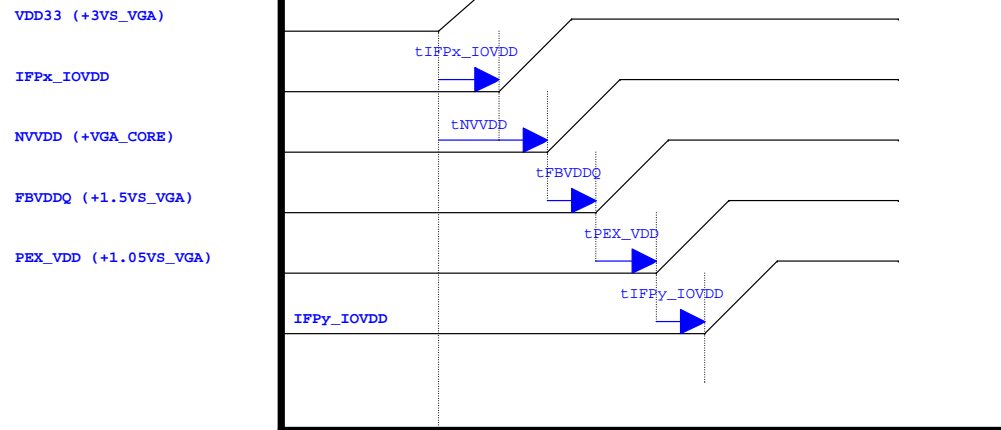 VDD33 (+3VS_VGA)
tIFPx_IOVDD
IFPx_IOVDD
tNVVDD
NVVDD (+VGA_CORE)
tFBVDDQ
FBVDDQ (+1.5VS_VGA)
tPEX_VDD
PEX_VDD (+1.05VS_VGA)
tIFPy_IOVDD
IFPy_IOVDD